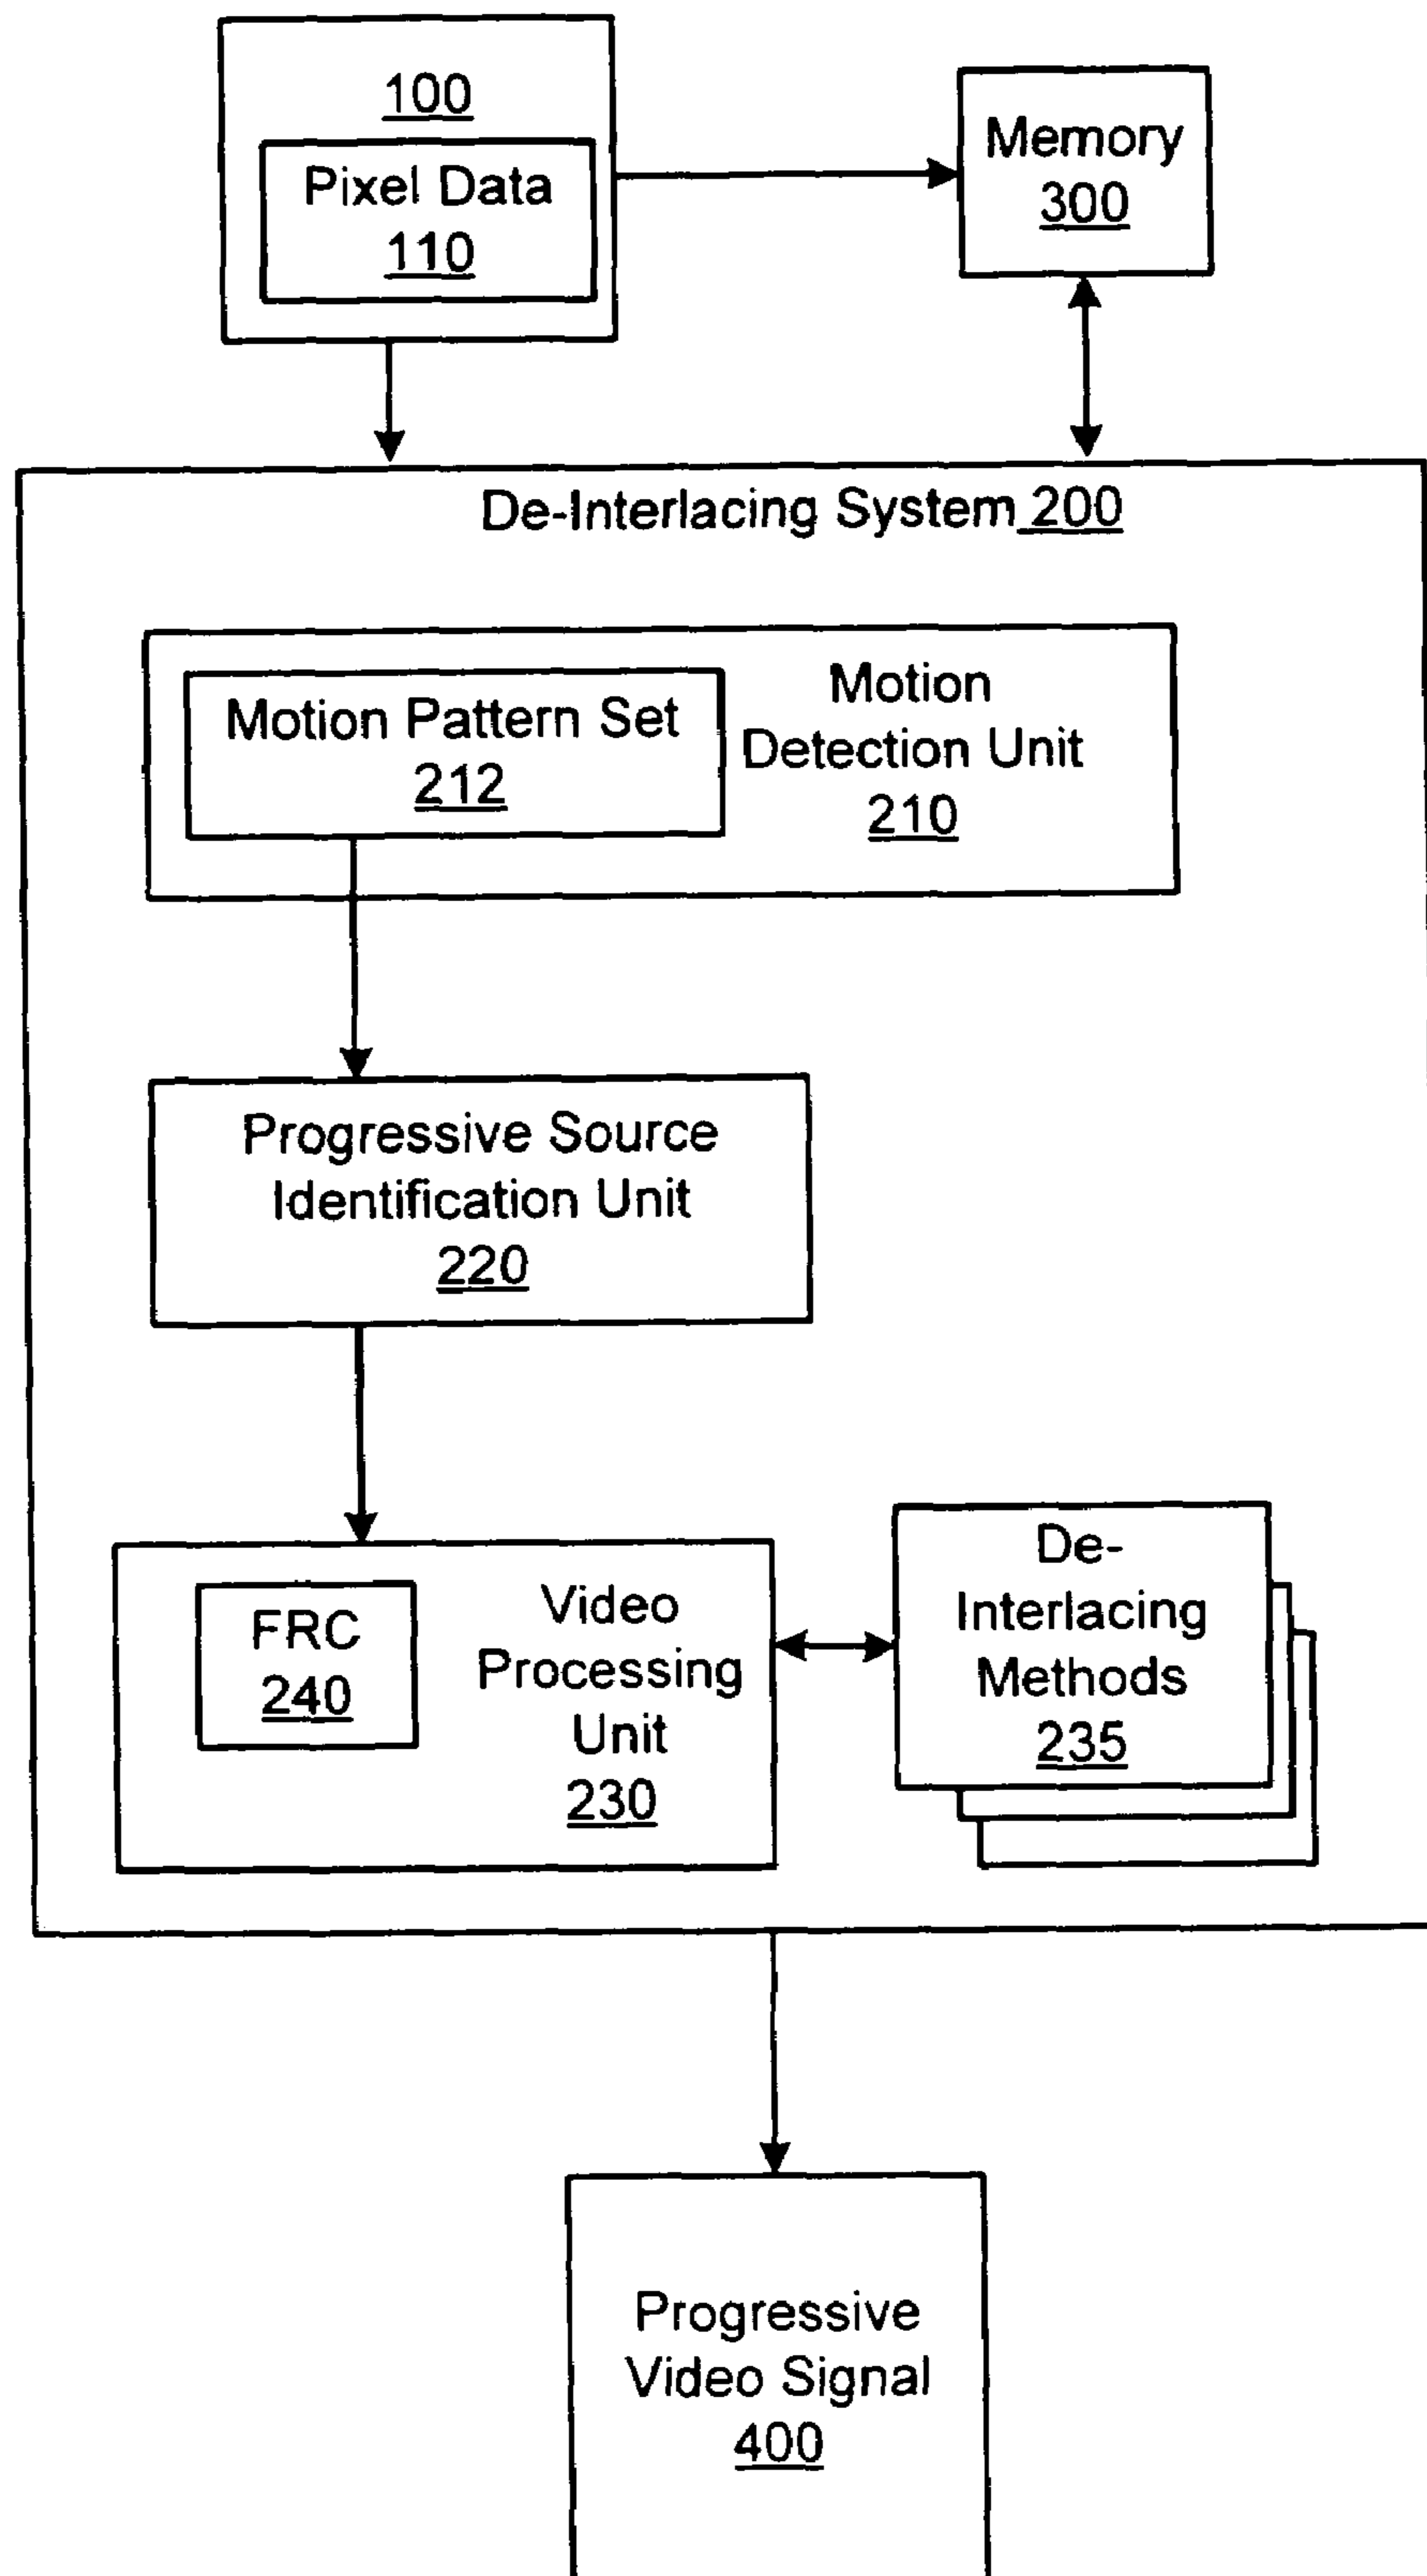 100
Pixel Data
110
Memory
300
De-Interlacing System 200
Motion Pattern Set
212
Motion
Detection Unit
210
Progressive Source
Identification Unit
220
FRC
240
Video
Processing
Unit
230
De-
Interlacing
Methods
235
Progressive
Video Signal
400